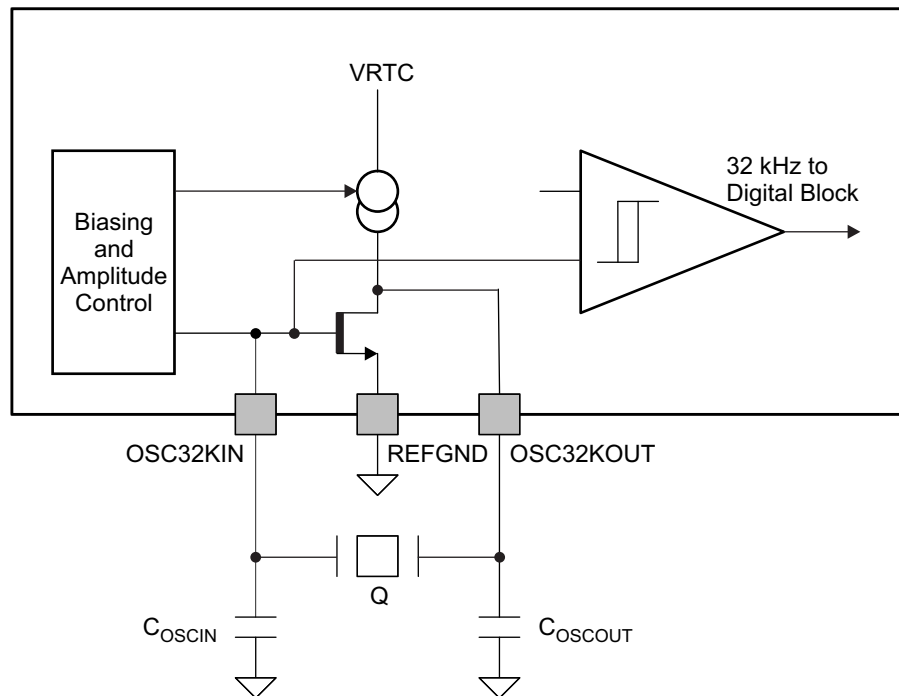 VRTC
32 kHz to
Digital Block
Biasing
and
Amplitude
Control
OSC32KIN
REFGND
OSC32KOUT
Q
COSCIN
COSCOUT